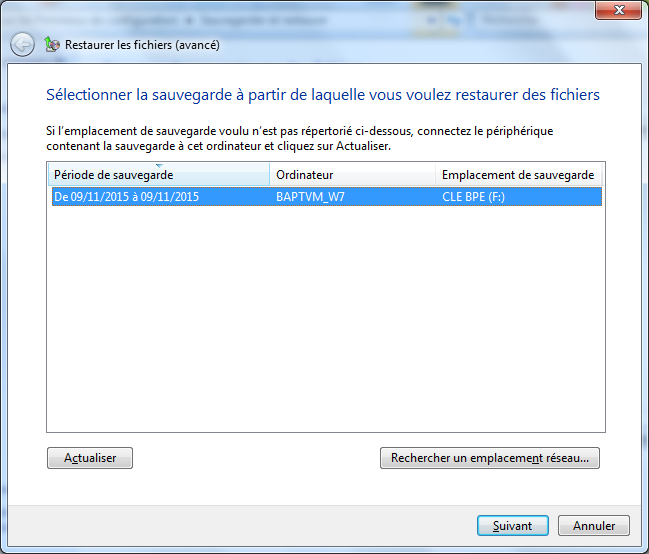 Sauvegarde et restaure
Restaurer les fichiers (avancé)
Sélectionner la sauvegarde à partir de laquelle vous voulez restaurer des fichiers
Si l'emplacement de sauvegarde voulu n'est pas répertorié ci-dessous, connectez le périphérique
contenant la sauvegarde à cet ordinateur et cliquez sur Actualiser.
Période de sauvegarde Ordinateur Emplacement de sauvegarde
De 09/11/2015 à 09/11/2015 BAPTVM_W7 CLE BPE (F:)
Actualiser Rechercher un emplacement réseau...
Suivant Annuler